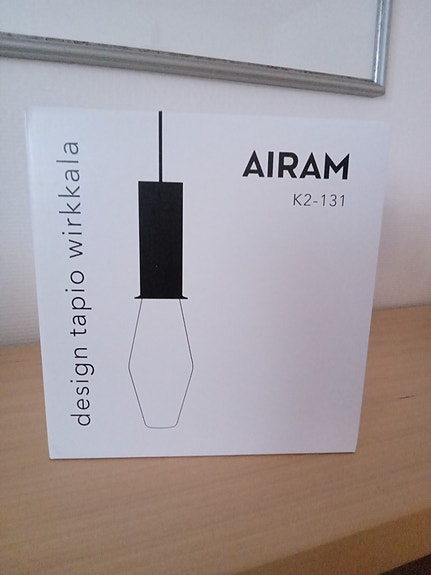 design tapio wirkkala
AIRAM
K2-131